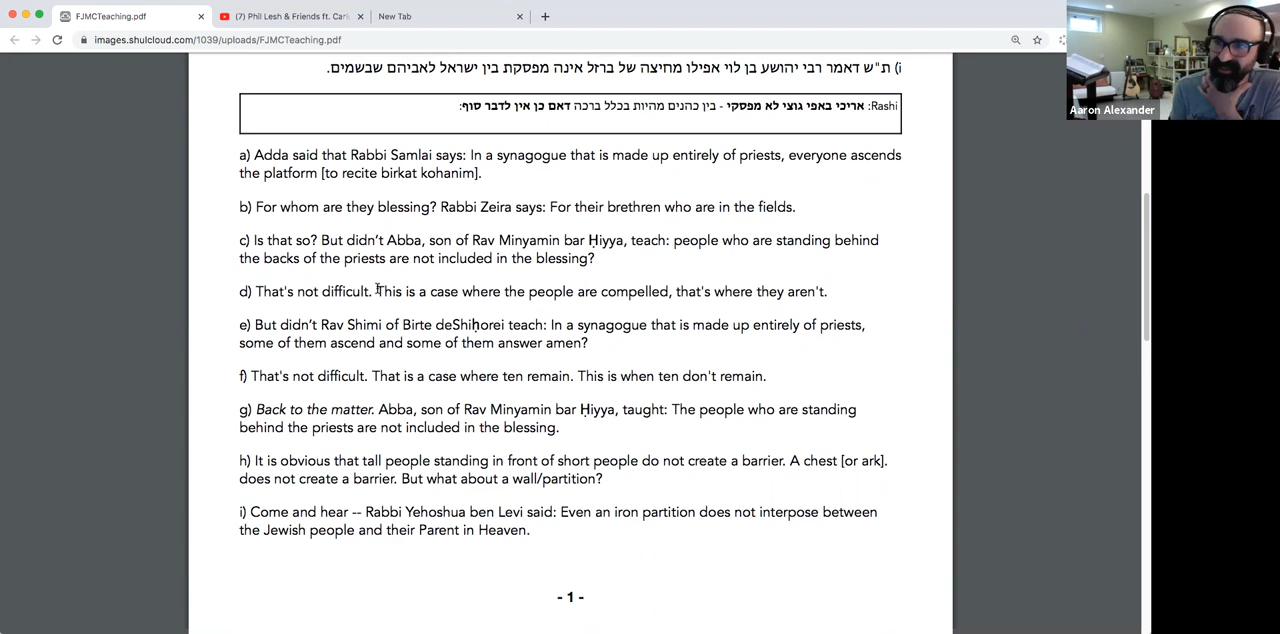 FJMCTeaching.pdf
(7) Phil Lesh & Friends ft. Carl
New Tab
images.shulcloud.com/1039/uploads/FJMCTeaching.pdf
Aaron Alexander
i) ת"ש דאמר רבי יהושע בן לוי אפילו מחיצה של ברזל אינה מפסקת בין ישראל לאביהם שבשמים.
Rashi: אריכי באפי גוצי לא מפסקי - בין כהנים מהיות בכלל ברכה דאם כן אין לדבר סוף:
a) Adda said that Rabbi Samlai says: In a synagogue that is made up entirely of priests, everyone ascends
the platform [to recite birkat kohanim].
b) For whom are they blessing? Rabbi Zeira says: For their brethren who are in the fields.
c) Is that so? But didn't Abba, son of Rav Minyamin bar Ḥiyya, teach: people who are standing behind
the backs of the priests are not included in the blessing?
d) That's not difficult. This is a case where the people are compelled, that's where they aren't.
e) But didn't Rav Shimi of Birte deShiḥorei teach: In a synagogue that is made up entirely of priests,
some of them ascend and some of them answer amen?
f) That's not difficult. That is a case where ten remain. This is when ten don't remain.
g) Back to the matter. Abba, son of Rav Minyamin bar Ḥiyya, taught: The people who are standing
behind the priests are not included in the blessing.
h) It is obvious that tall people standing in front of short people do not create a barrier. A chest [or ark].
does not create a barrier. But what about a wall/partition?
i) Come and hear -- Rabbi Yehoshua ben Levi said: Even an iron partition does not interpose between
the Jewish people and their Parent in Heaven.
- 1 -